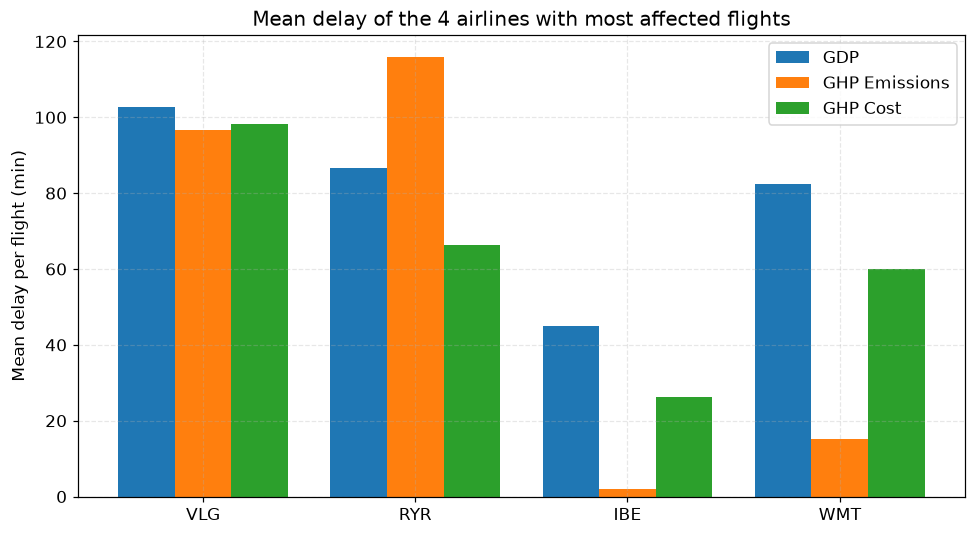 Mean delay of the 4 airlines with most affected flights
GDP
GHP Emissions
GHP Cost
Mean delay per flight (min)
120
100
80
60
40
20
0
VLG RYR IBE WMT